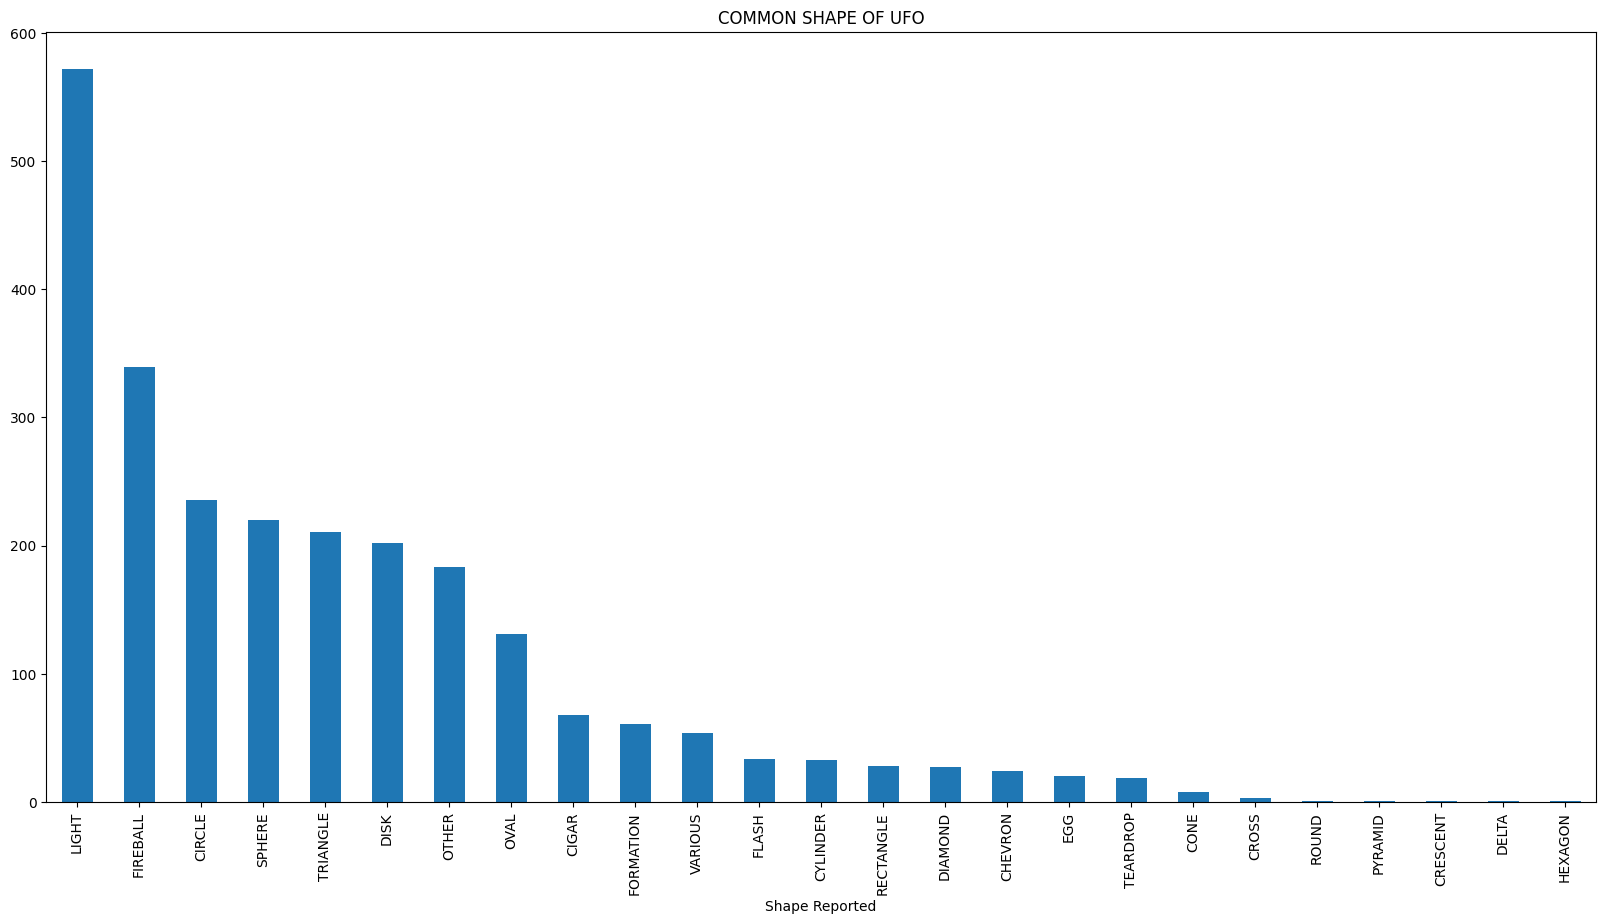 COMMON SHAPE OF UFO
600
500
400
300
200
100
0
LIGHT
FIREBALL
CIRCLE
SPHERE
TRIANGLE
DISK
OTHER
OVAL
CIGAR
FORMATION
VARIOUS
FLASH
CYLINDER
RECTANGLE
DIAMOND
CHEVRON
EGG
TEARDROP
CONE
CROSS
ROUND
PYRAMID
CRESCENT
DELTA
HEXAGON
Shape Reported